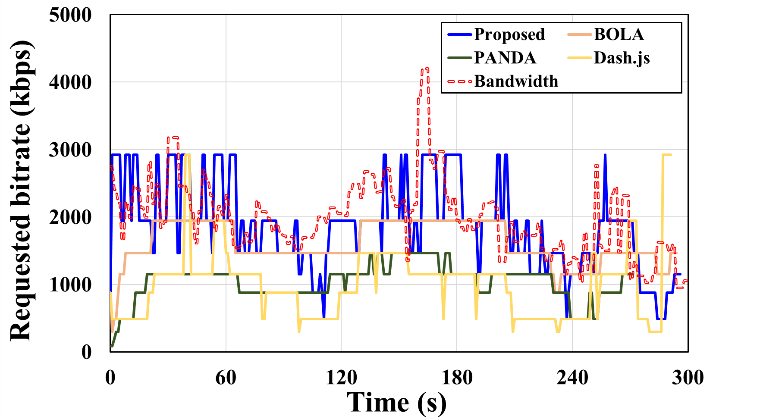 5000
4000
3000
2000
1000
0
Requested bitrate (kbps)
Proposed BOLA
PANDA Dash.js
Bandwidth
0 60 120 180 240 300
Time (s)